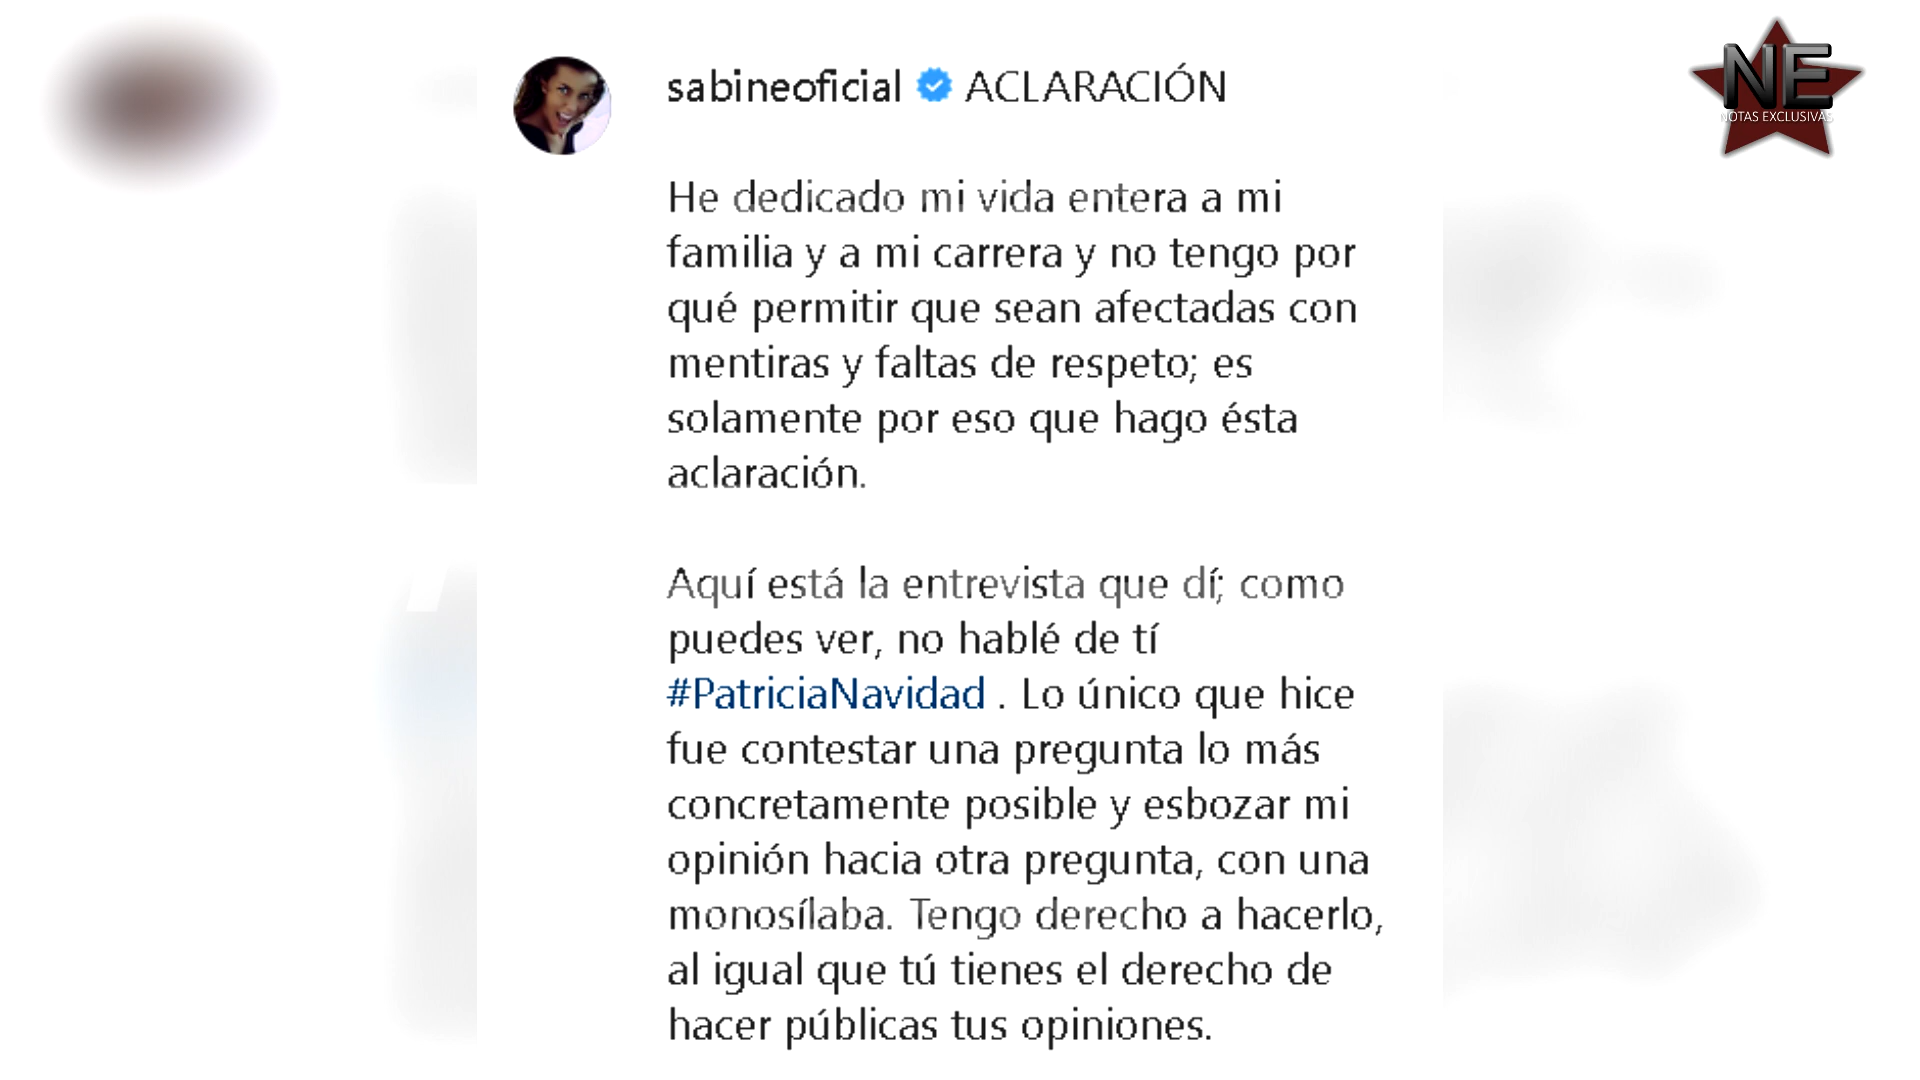 sabineoficial ACLARACIÓN
NE
NOTAS EXCLUSIVAS
He dedicado mi vida entera a mi
familia y a mi carrera y no tengo por
qué permitir que sean afectadas con
mentiras y faltas de respeto; es
solamente por eso que hago ésta
aclaración.
Aquí está la entrevista que dí; como
puedes ver, no hablé de tí
#PatriciaNavidad . Lo único que hice
fue contestar una pregunta lo más
concretamente posible y esbozar mi
opinión hacia otra pregunta, con una
monosílaba. Tengo derecho a hacerlo,
al igual que tú tienes el derecho de
hacer públicas tus opiniones.